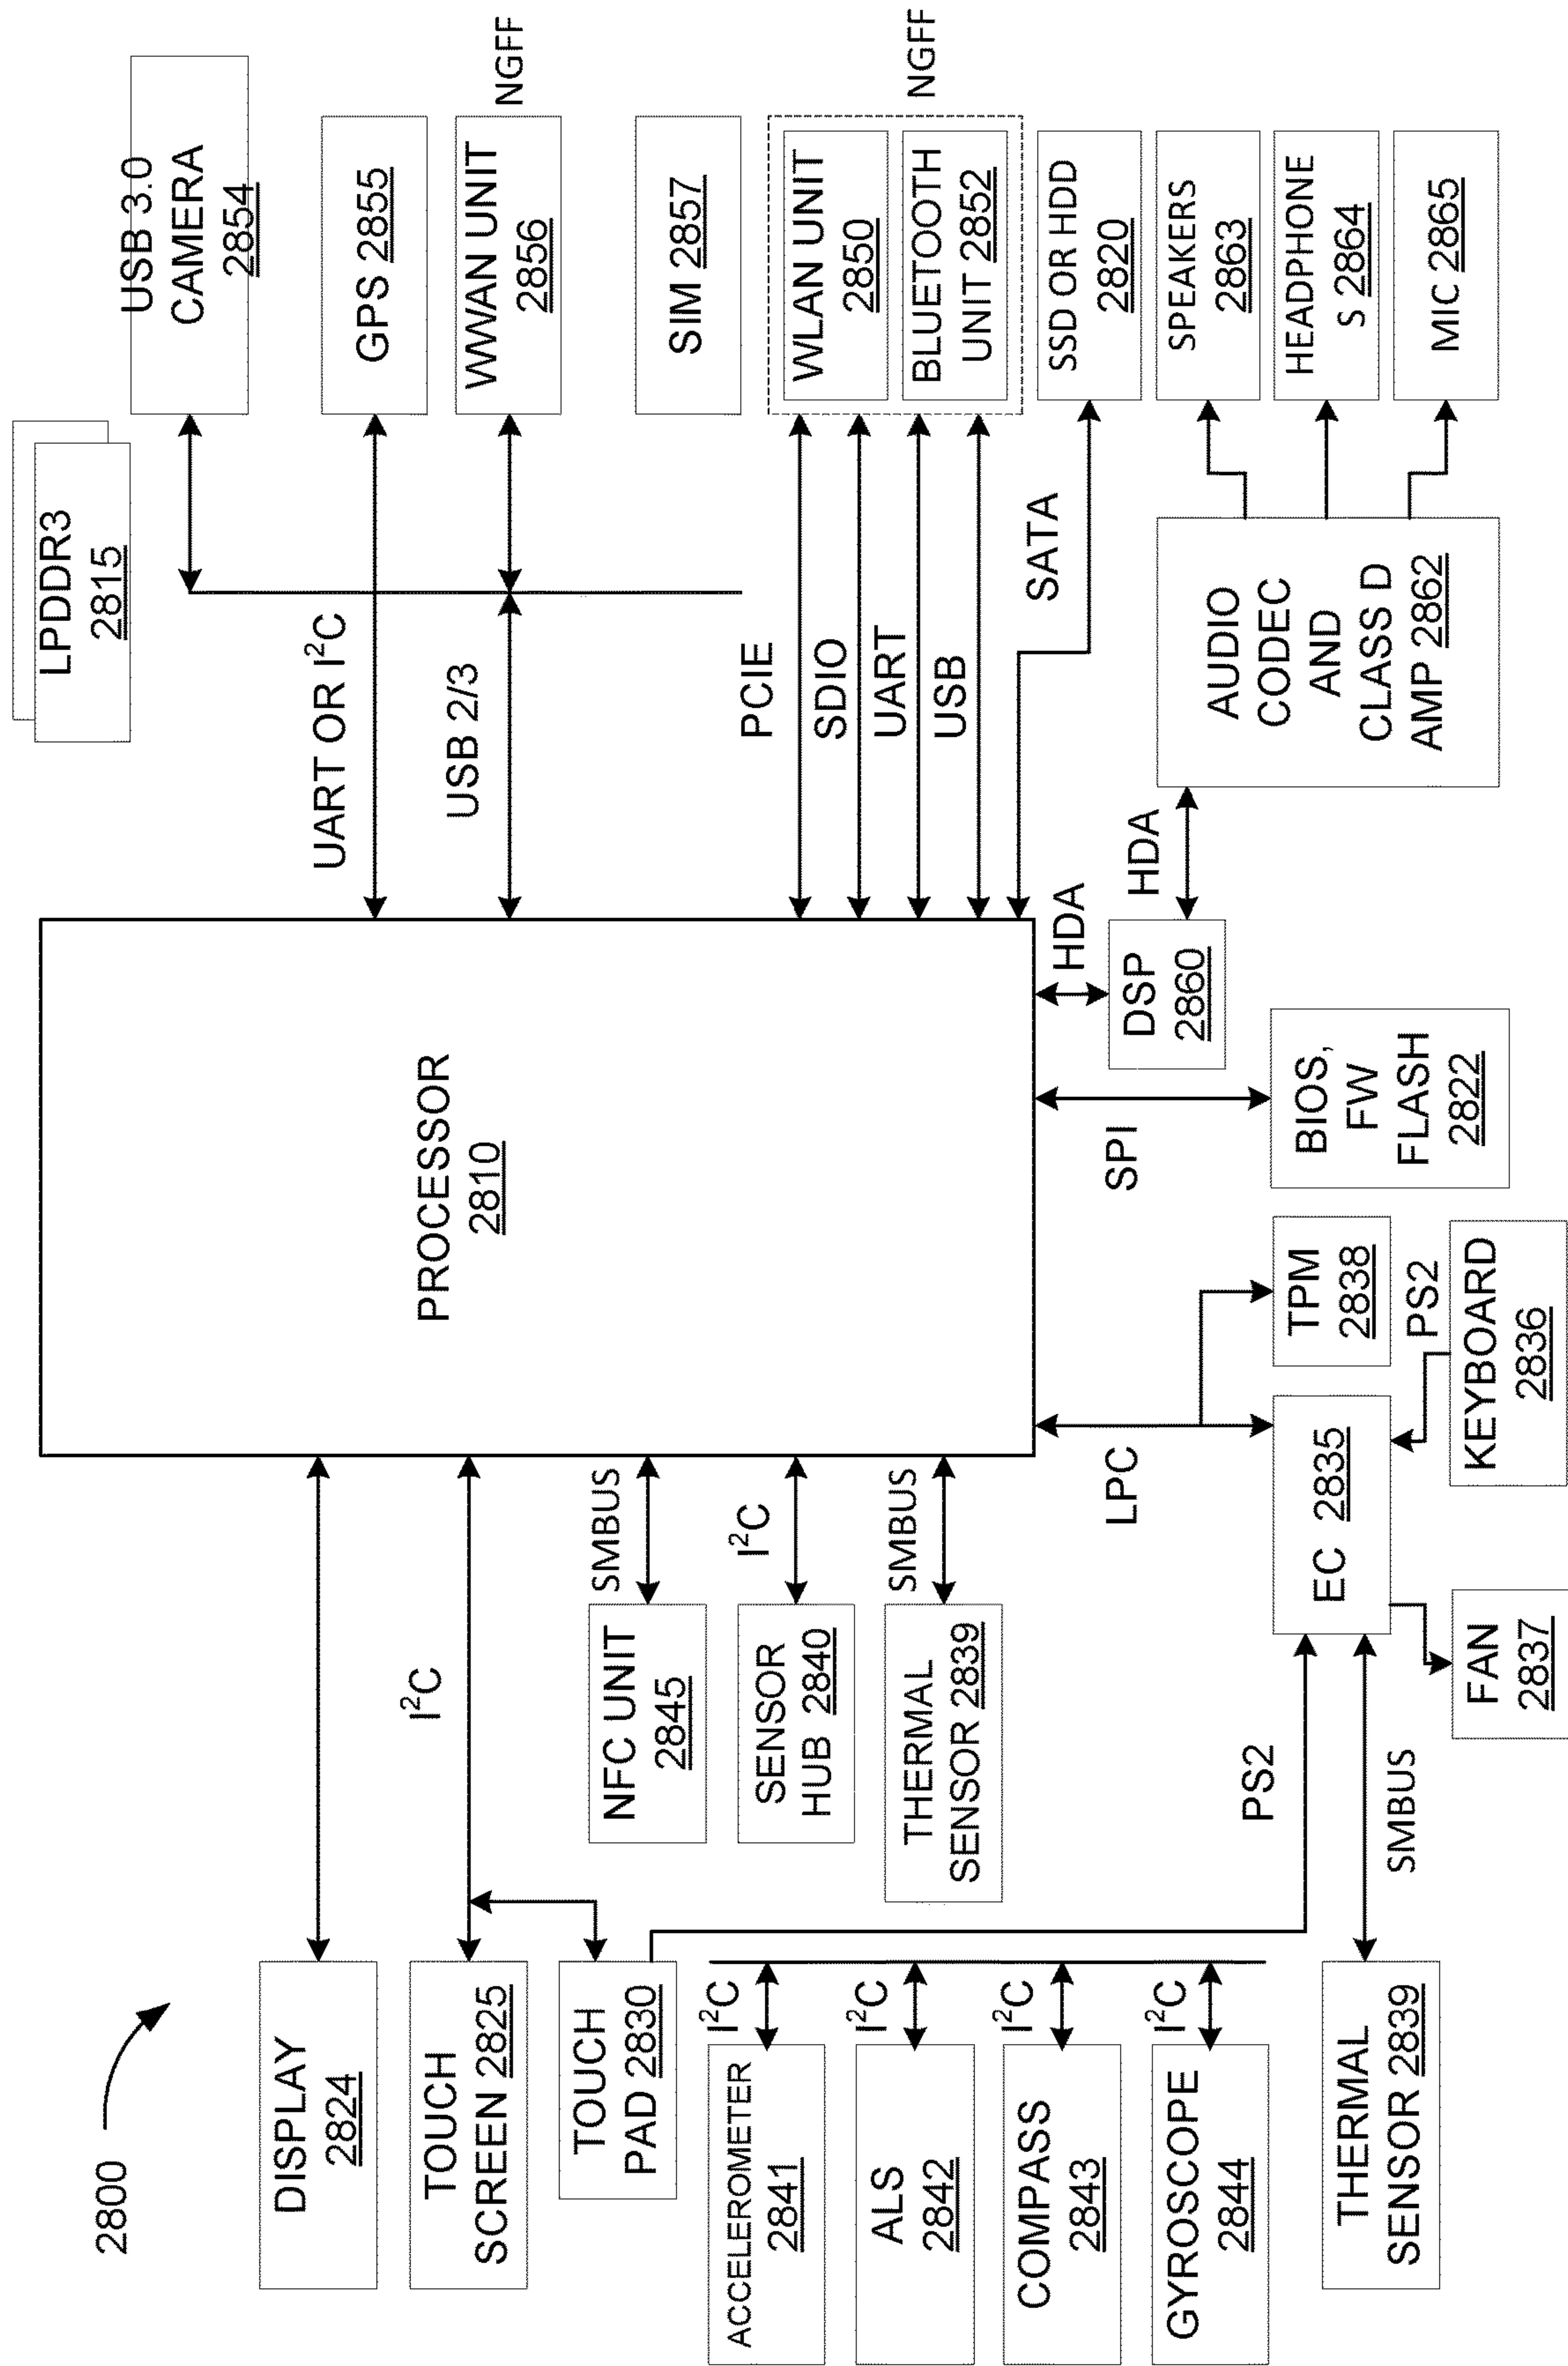 2800
LPDDR3
2815
DISPLAY
2824
TOUCH
SCREEN 2825
TOUCH
PAD 2830
I²C
PROCESSOR
2810
UART OR I²C
USB 2/3
USB 3.0
CAMERA
2854
GPS 2855
WWAN UNIT
2856
NGFF
SIM 2857
NFC UNIT
2845
SMBUS
SENSOR
HUB 2840
I²C
THERMAL
SENSOR 2839
SMBUS
ACCELEROMETER
2841
I²C
ALS
2842
I²C
COMPASS
2843
I²C
GYROSCOPE
2844
I²C
THERMAL
SENSOR 2839
SMBUS
PS2
LPC
EC 2835
FAN
2837
TPM
2838
PS2
KEYBOARD
2836
SPI
BIOS,
FW
FLASH
2822
HDA
DSP
2860
HDA
AUDIO
CODEC
AND
CLASS D
AMP 2862
PCIE
SDIO
UART
USB
SATA
WLAN UNIT
2850
BLUETOOTH
UNIT 2852
NGFF
SSD OR HDD
2820
SPEAKERS
2863
HEADPHONE
S 2864
MIC 2865